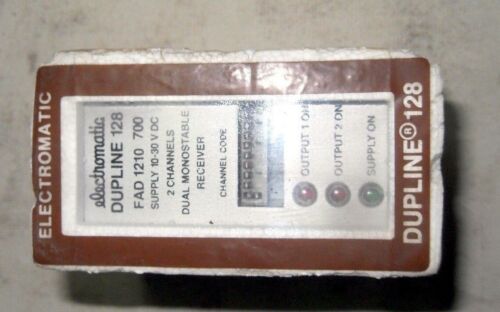 ELECTROMATIC
electromatic
DUPLINE 128
FAD 1210 700
SUPPLY 10-30 V DC
2 CHANNELS
DUAL MONOSTABLE
RECEIVER
CHANNEL CODE
OUTPUT 1 ON
OUTPUT 2 ON
SUPPLY ON
DUPLINE® 128